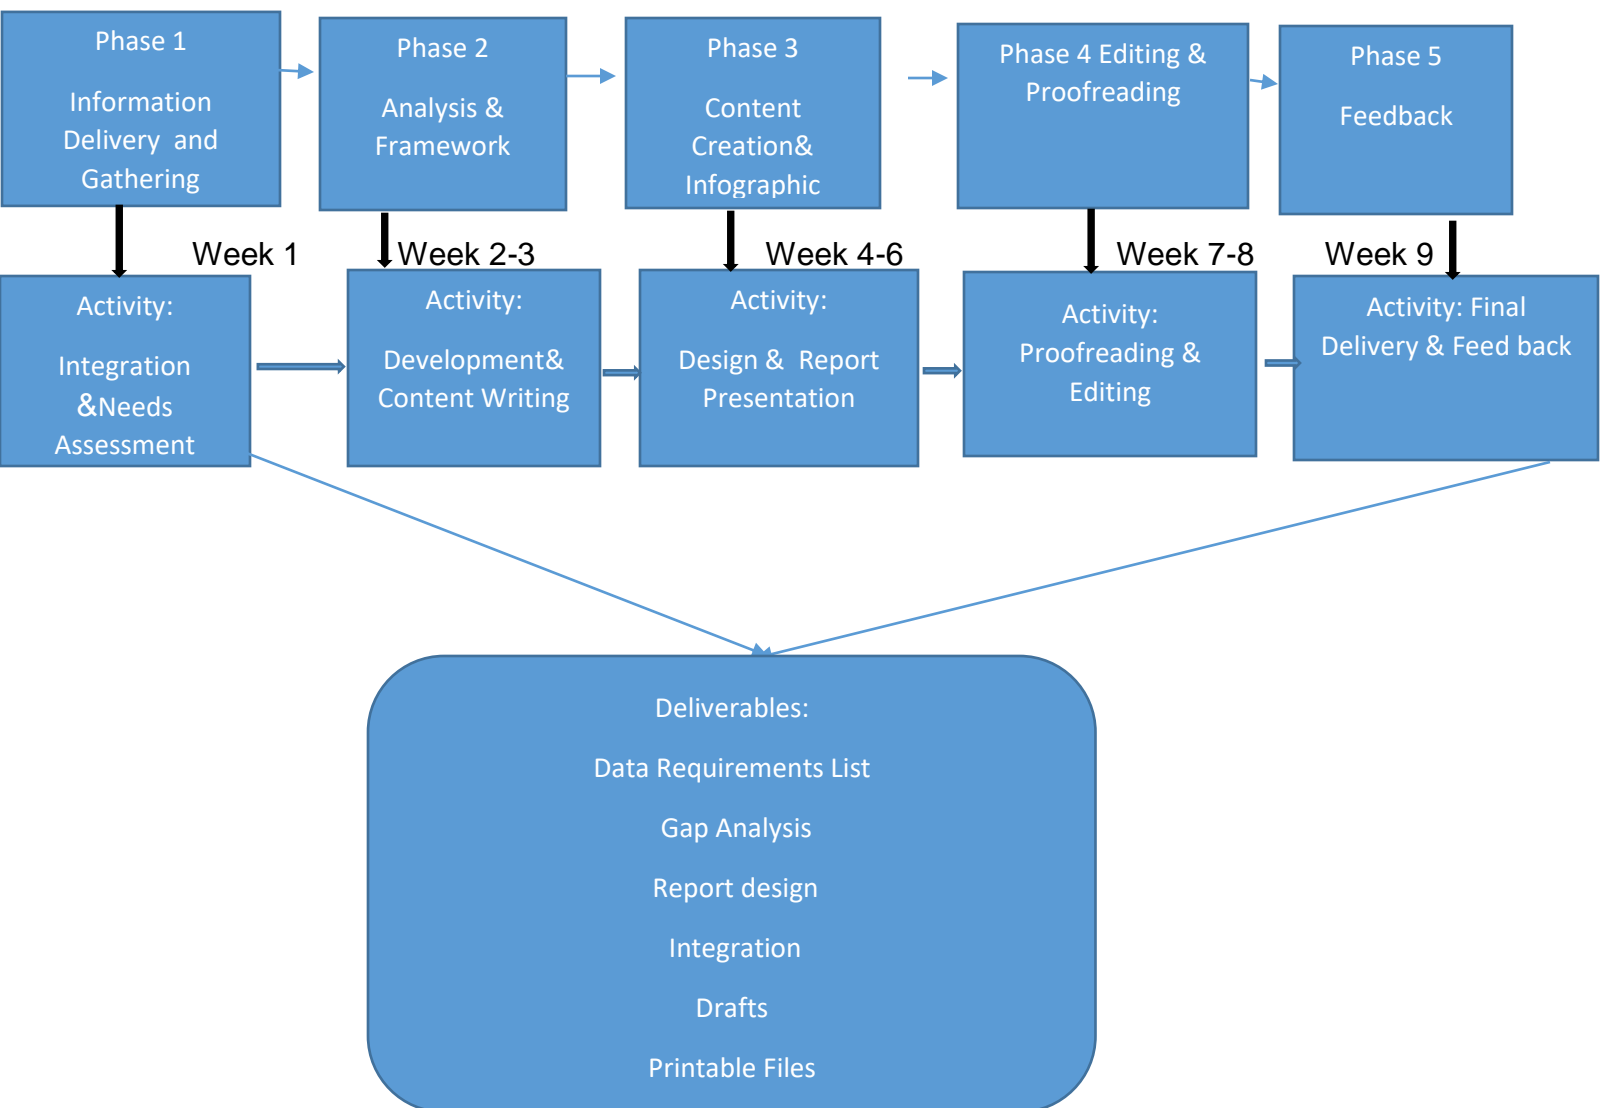 Phase 1
Information
Delivery  and
Gathering
Phase 2
Analysis &
Framework
Phase 3
Content
Creation&
Infographic
Phase 4 Editing &
Proofreading
Phase 5
Feedback
Week 1
Week 2-3
Week 4-6
Week 7-8
Week 9
Activity:
Integration
&Needs
Assessment
Activity:
Development&
Content Writing
Activity:
Design &  Report
Presentation
Activity:
Proofreading &
Editing
Activity: Final
Delivery & Feed back
Deliverables:
Data Requirements List
Gap Analysis
Report design
Integration
Drafts
Printable Files